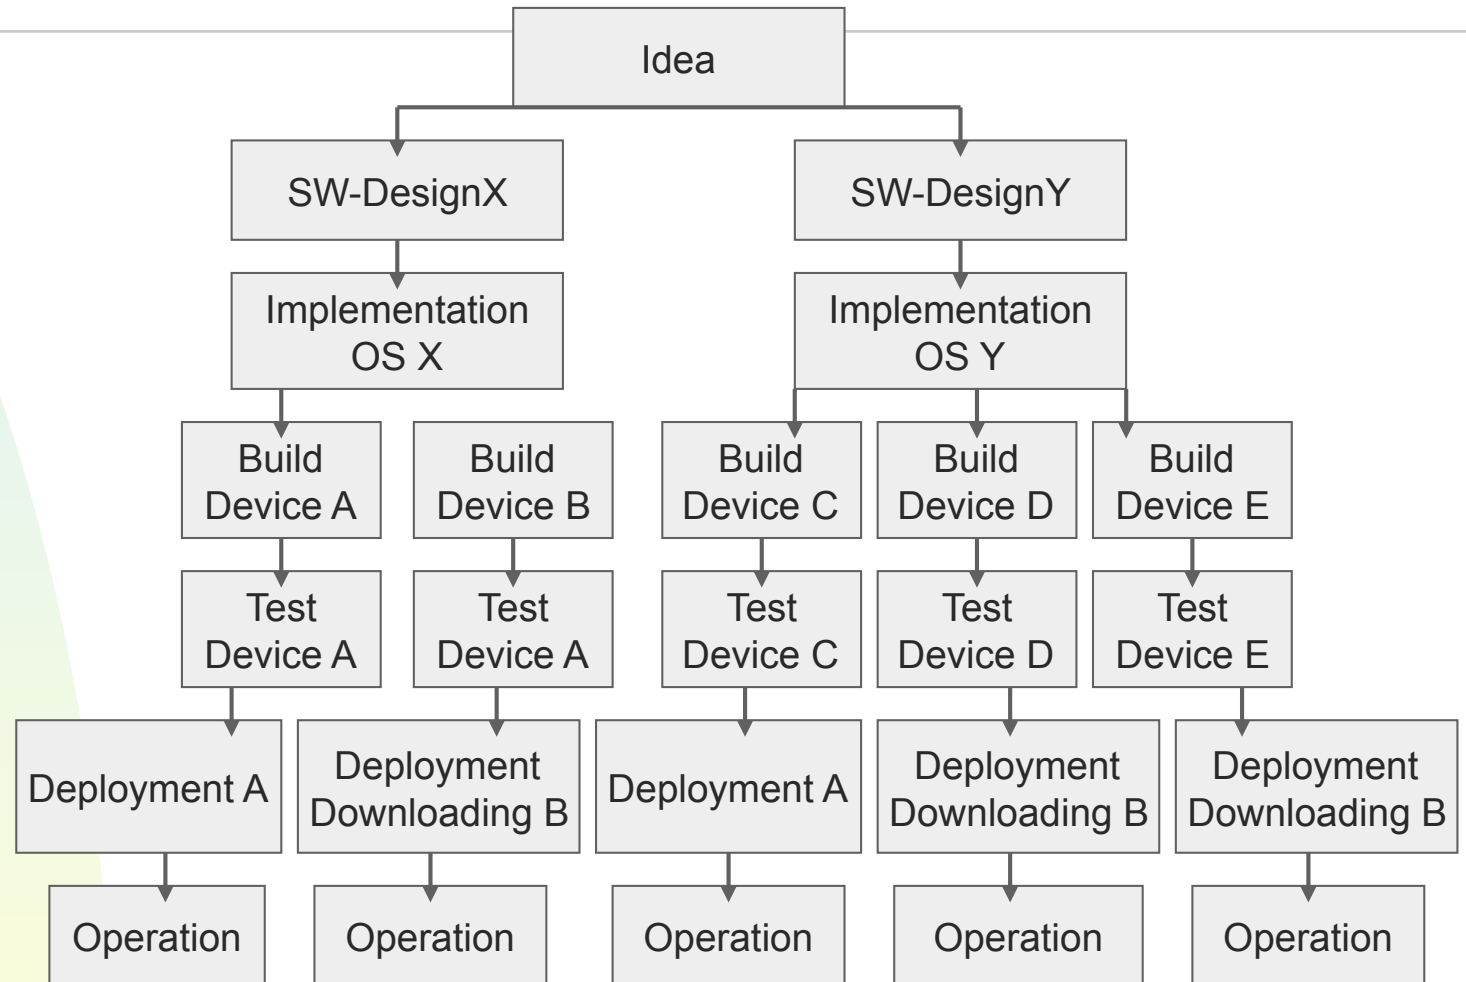 Idea
SW-DesignX
SW-DesignY
Implementation
OS X
Implementation
OS Y
Build
Device A
Build
Device B
Build
Device C
Build
Device D
Build
Device E
Test
Device A
Test
Device A
Test
Device C
Test
Device D
Test
Device E
Deployment A
Deployment
Downloading B
Deployment A
Deployment
Downloading B
Deployment
Downloading B
Operation
Operation
Operation
Operation
Operation